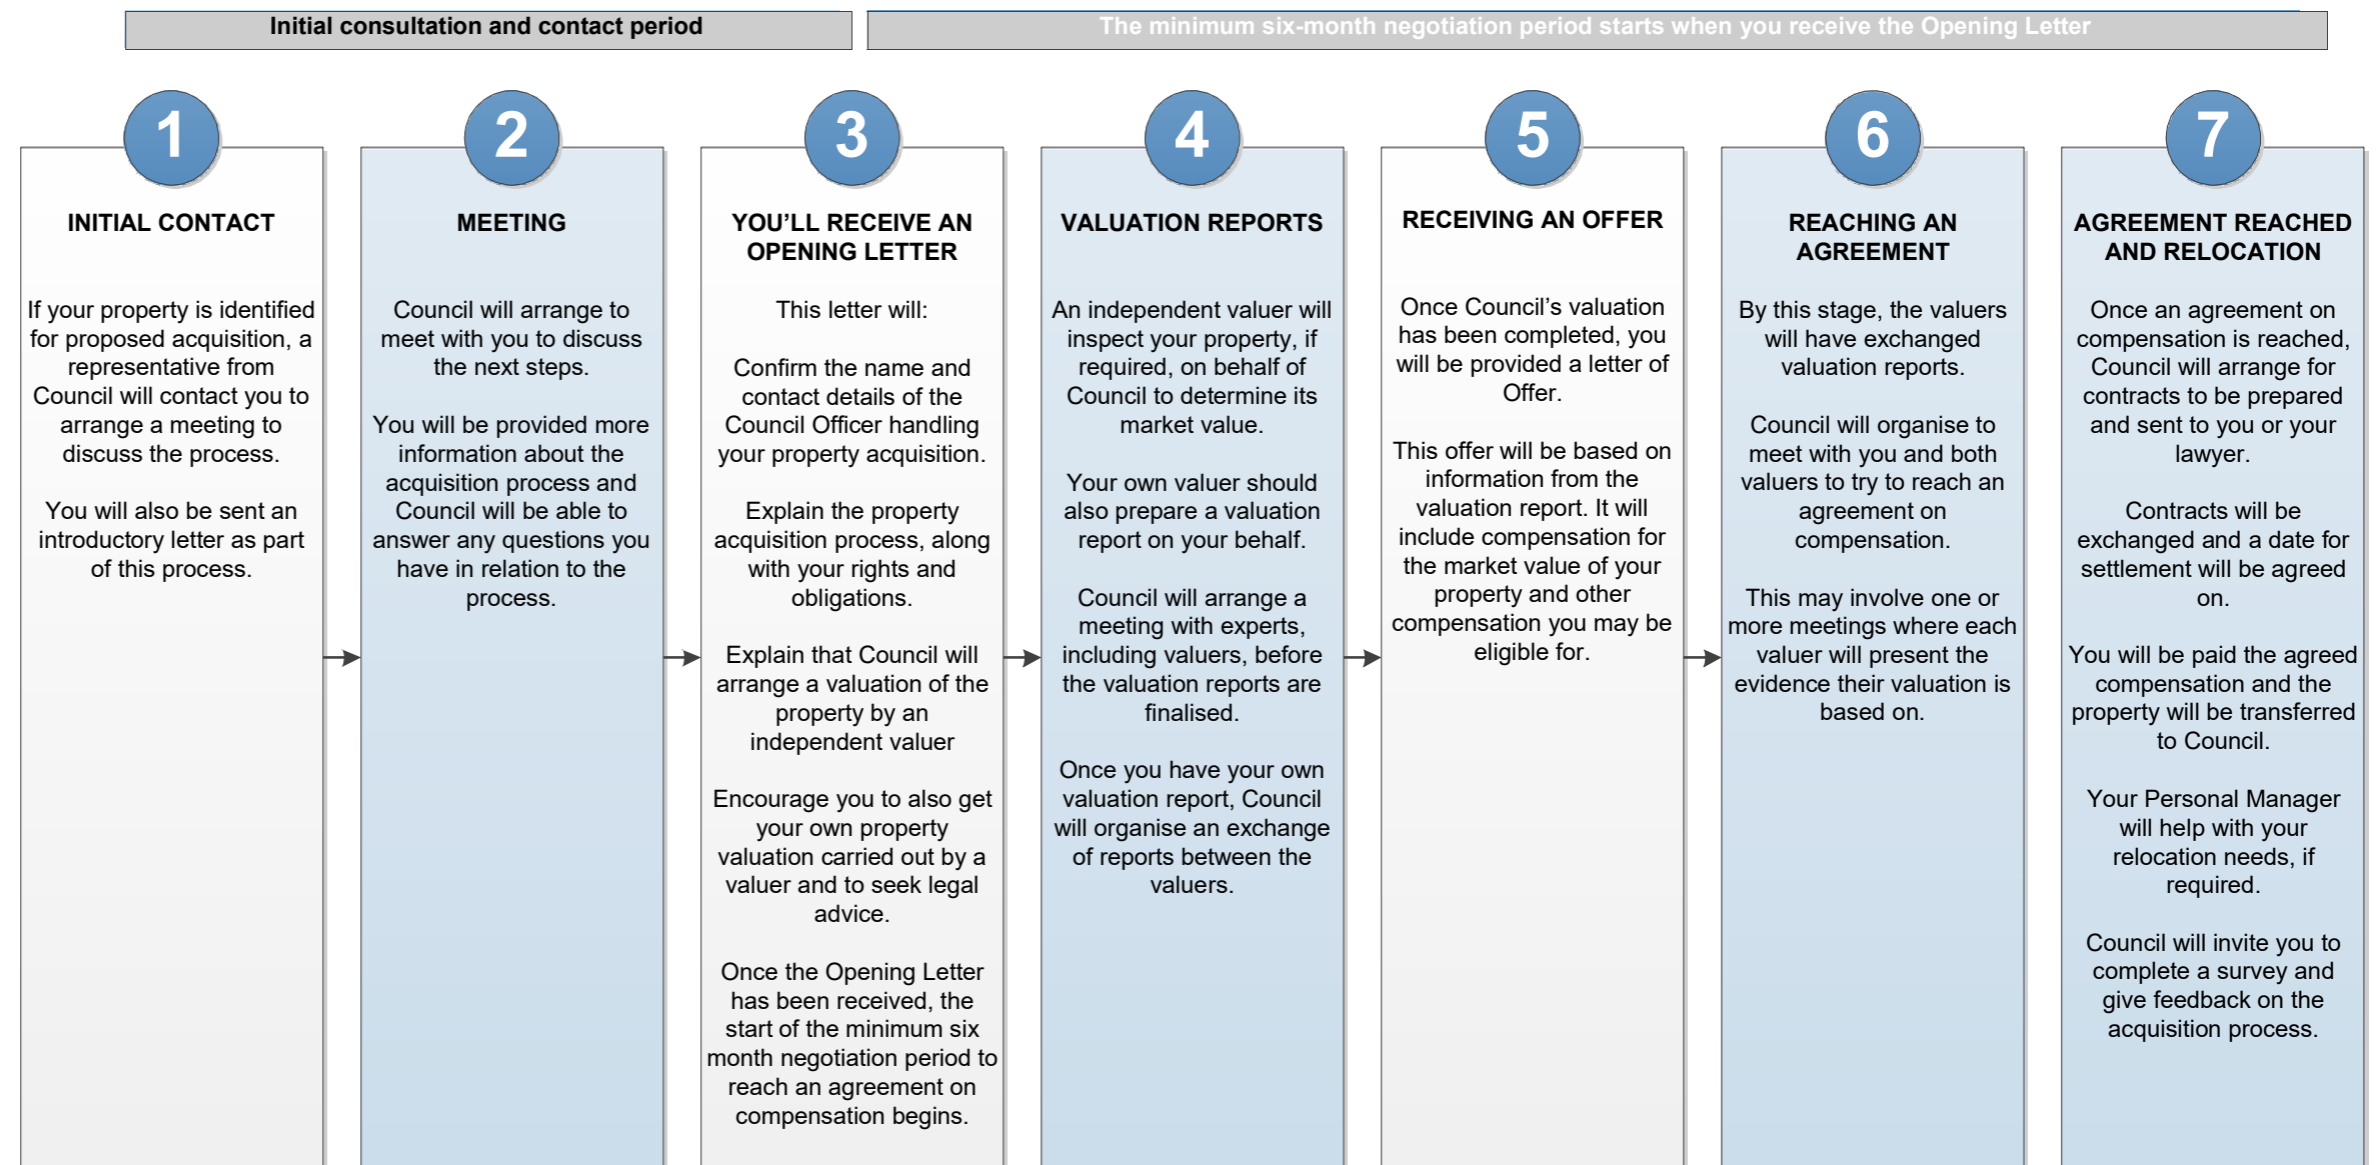 Initial consultation and contact period
The minimum six-month negotiation period starts when you receive the Opening Letter
1
INITIAL CONTACT
If your property is identified
for proposed acquisition, a
representative from
Council will contact you to
arrange a meeting to
discuss the process.
You will also be sent an
introductory letter as part
of this process.
2
MEETING
Council will arrange to
meet with you to discuss
the next steps.
You will be provided more
information about the
acquisition process and
Council will be able to
answer any questions you
have in relation to the
process.
3
YOU’LL RECEIVE AN
OPENING LETTER
This letter will:
Confirm the name and
contact details of the
Council Officer handling
your property acquisition.
Explain the property
acquisition process, along
with your rights and
obligations.
Explain that Council will
arrange a valuation of the
property by an
independent valuer
Encourage you to also get
your own property
valuation carried out by a
valuer and to seek legal
advice.
Once the Opening Letter
has been received, the
start of the minimum six
month negotiation period to
reach an agreement on
compensation begins.
4
VALUATION REPORTS
An independent valuer will
inspect your property, if
required, on behalf of
Council to determine its
market value.
Your own valuer should
also prepare a valuation
report on your behalf.
Council will arrange a
meeting with experts,
including valuers, before
the valuation reports are
finalised.
Once you have your own
valuation report, Council
will organise an exchange
of reports between the
valuers.
5
RECEIVING AN OFFER
Once Council’s valuation
has been completed, you
will be provided a letter of
Offer.
This offer will be based on
information from the
valuation report. It will
include compensation for
the market value of your
property and other
compensation you may be
eligible for.
6
REACHING AN
AGREEMENT
By this stage, the valuers
will have exchanged
valuation reports.
Council will organise to
meet with you and both
valuers to try to reach an
agreement on
compensation.
This may involve one or
more meetings where each
valuer will present the
evidence their valuation is
based on.
7
AGREEMENT REACHED
AND RELOCATION
Once an agreement on
compensation is reached,
Council will arrange for
contracts to be prepared
and sent to you or your
lawyer.
Contracts will be
exchanged and a date for
settlement will be agreed
on.
You will be paid the agreed
compensation and the
property will be transferred
to Council.
Your Personal Manager
will help with your
relocation needs, if
required.
Council will invite you to
complete a survey and
give feedback on the
acquisition process.